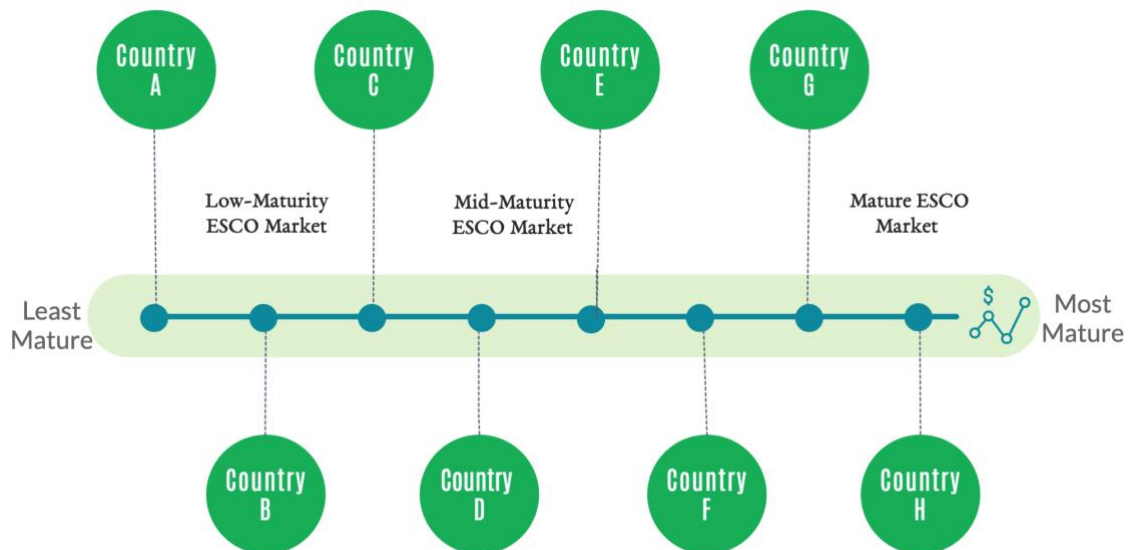 Country
A
Country
C
Country
E
Country
G
Low-Maturity
ESCO Market
Mid-Maturity
ESCO Market
Mature ESCO
Market
Least
Mature
$
Most
Mature
Country
B
Country
D
Country
F
Country
H